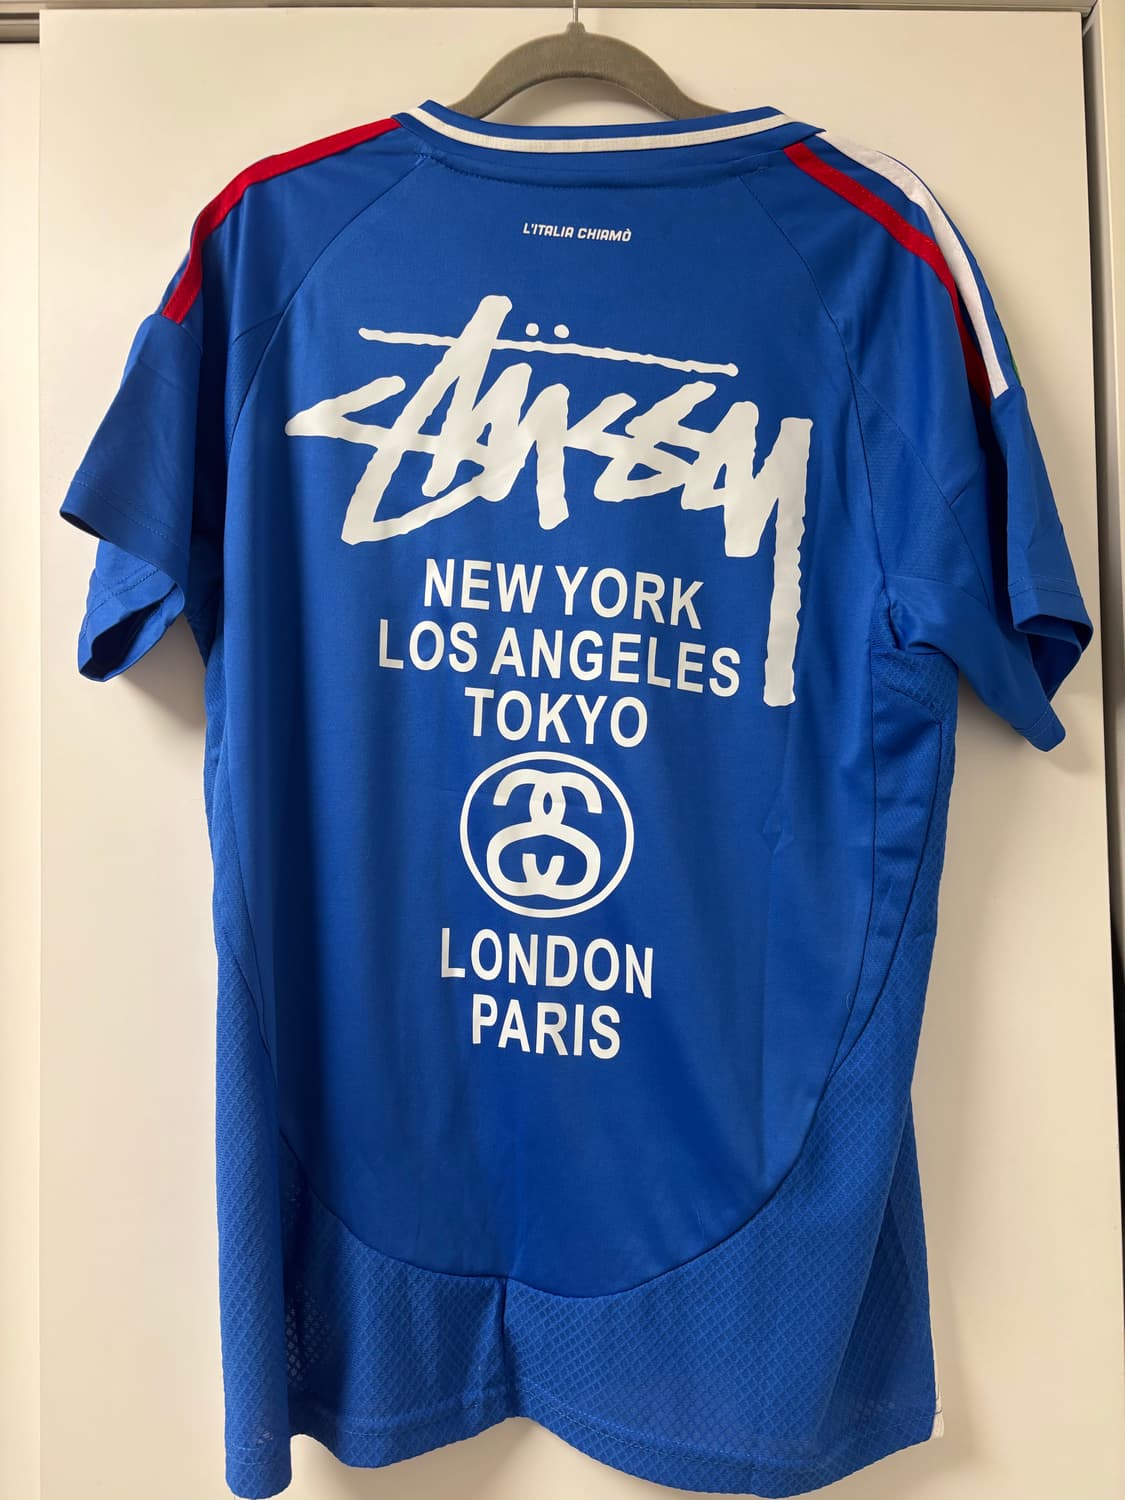 L'ITALIA CHIAMÒ
Stüssy
NEW YORK
LOS ANGELES
TOKYO
LONDON
PARIS